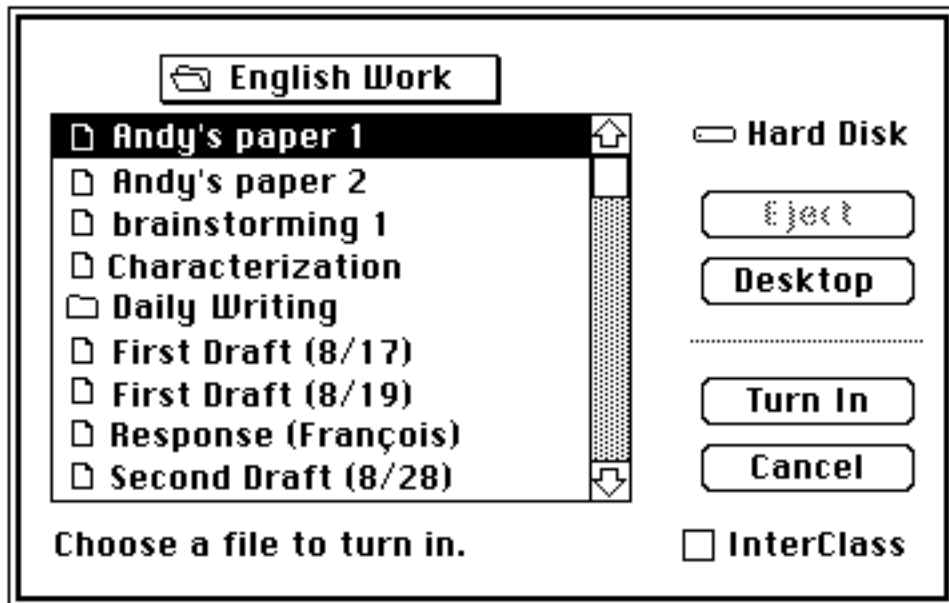 English Work
Andy's paper 1
Andy's paper 2
brainstorming 1
Characterization
Daily Writing
First Draft (8/17)
First Draft (8/19)
Response (François)
Second Draft (8/28)
Choose a file to turn in.
Hard Disk
Eject
Desktop
Turn In
Cancel
InterClass